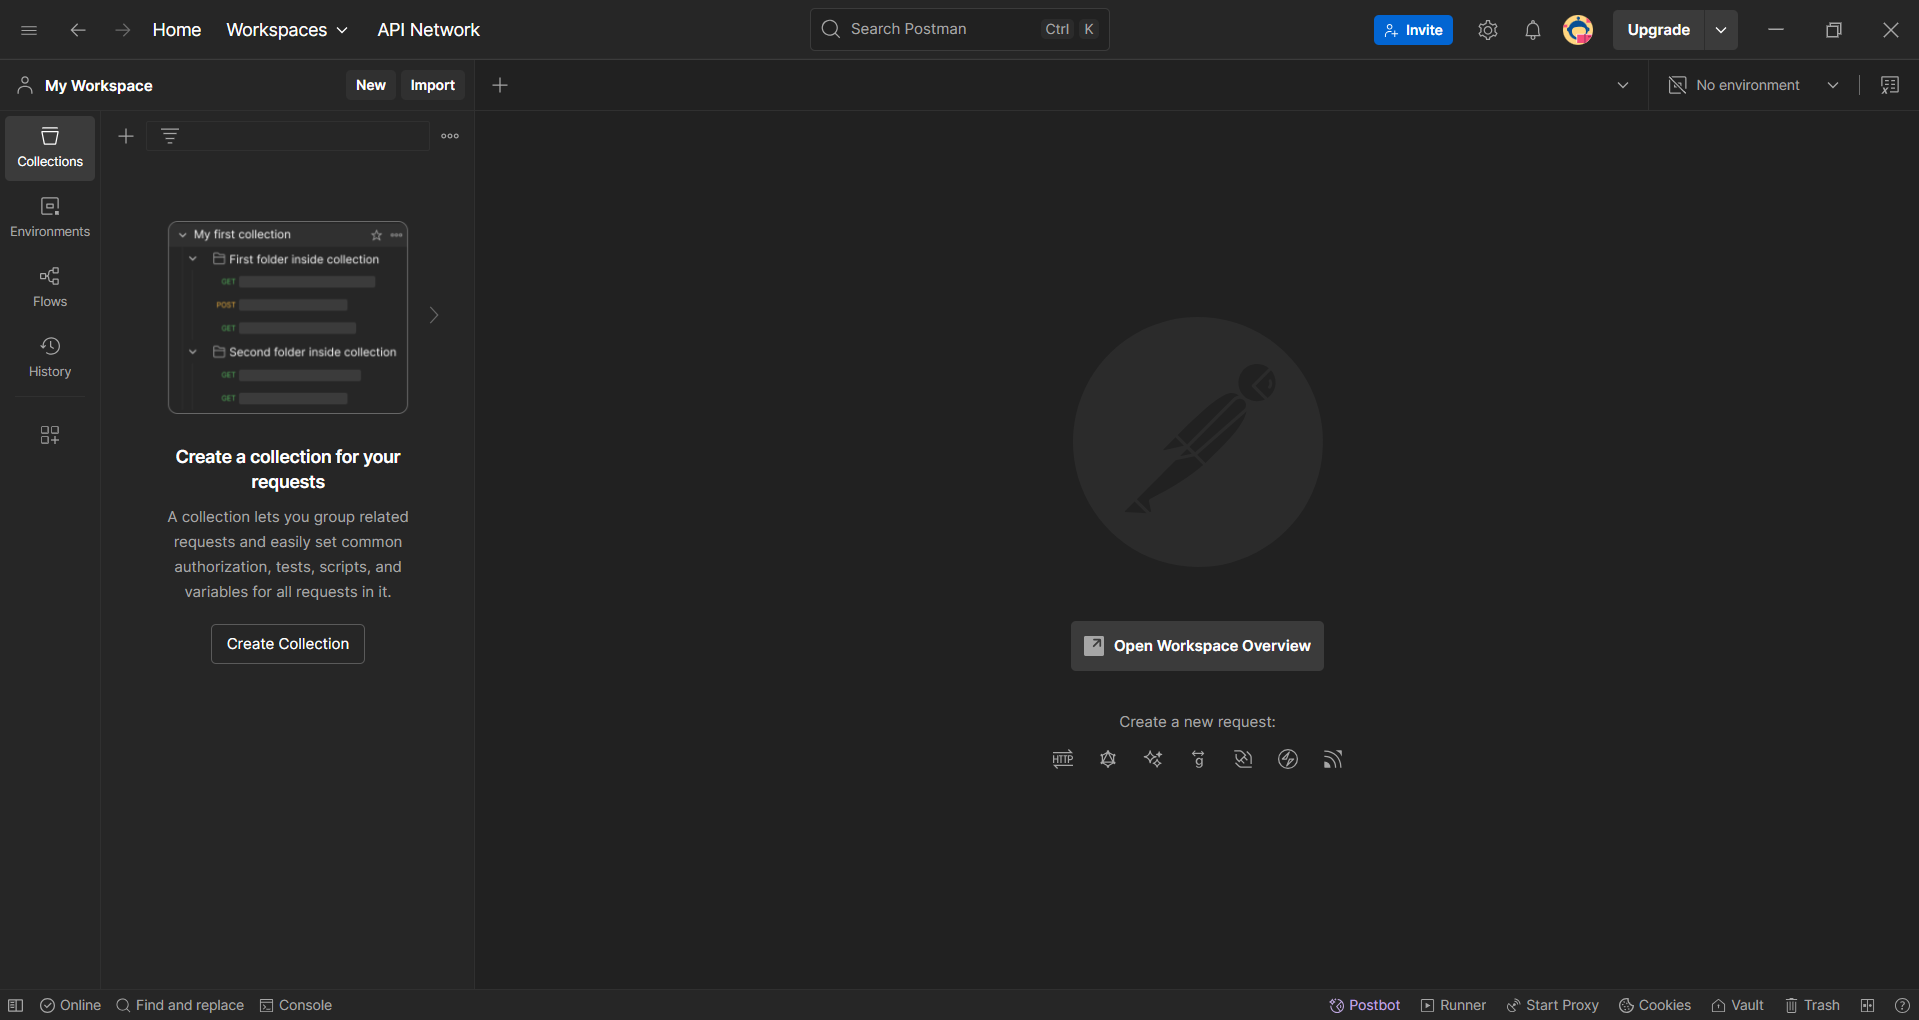 Home
Workspaces
API Network
Search Postman
Ctrl
K
Invite
Upgrade
My Workspace
New
Import
No environment
Collections
Environments
Flows
History
My first collection
First folder inside collection
GET
POST
GET
Second folder inside collection
GET
GET
Create a collection for your
requests
A collection lets you group related
requests and easily set common
authorization, tests, scripts, and
variables for all requests in it.
Create Collection
Open Workspace Overview
Create a new request:
HTTP
g
Online
Find and replace
Console
Postbot
Runner
Start Proxy
Cookies
Vault
Trash